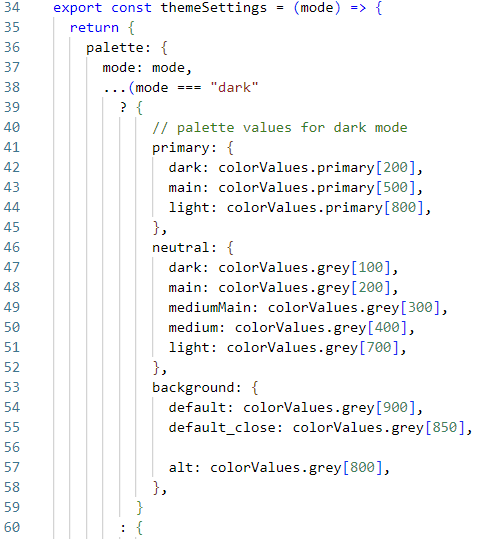 34 export const themeSettings = (mode) => {
35   return {
36     palette: {
37       mode: mode,
38       ...(mode === "dark"
39         ? {
40             // palette values for dark mode
41             primary: {
42               dark: colorValues.primary[200],
43               main: colorValues.primary[500],
44               light: colorValues.primary[800],
45             },
46             neutral: {
47               dark: colorValues.grey[100],
48               main: colorValues.grey[200],
49               mediumMain: colorValues.grey[300],
50               medium: colorValues.grey[400],
51               light: colorValues.grey[700],
52             },
53             background: {
54               default: colorValues.grey[900],
55               default_close: colorValues.grey[850],
56
57               alt: colorValues.grey[800],
58             },
59           }
60         : {